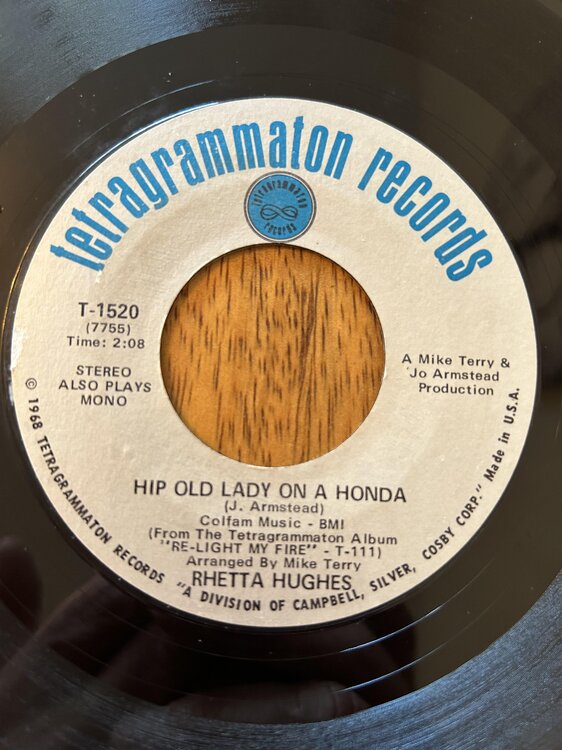 tetragrammaton records
tetragrammaton
records
T-1520
(7755)
Time: 2:08
STEREO
ALSO PLAYS
MONO
A Mike Terry &
Jo Armstead
Production
HIP OLD LADY ON A HONDA
(J. Armstead)
Colfam Music - BMI
(From The Tetragrammaton Album
"RE-LIGHT MY FIRE" - T-111)
Arranged By Mike Terry
RHETTA HUGHES
© 1968 TETRAGRAMMATON RECORDS "A DIVISION OF CAMPBELL, SILVER, COSBY CORP." Made in U.S.A.